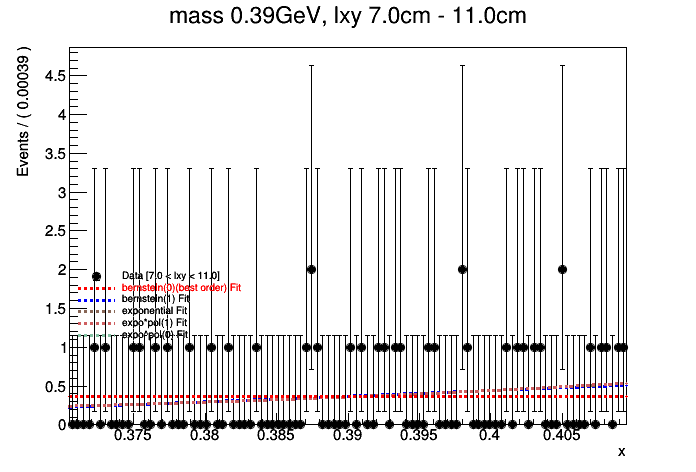 mass 0.39GeV, lxy 7.0cm - 11.0cm
Events / ( 0.00039 )
4.5
4
3.5
3
2.5
2
1.5
1
0.5
0
Data [7.0 < lxy < 11.0]
bernstein(0)(best order) Fit
bernstein(1) Fit
exponential Fit
expo*pol(1) Fit
expo*pol(0) Fit
0.375 0.38 0.385 0.39 0.395 0.4 0.405
x